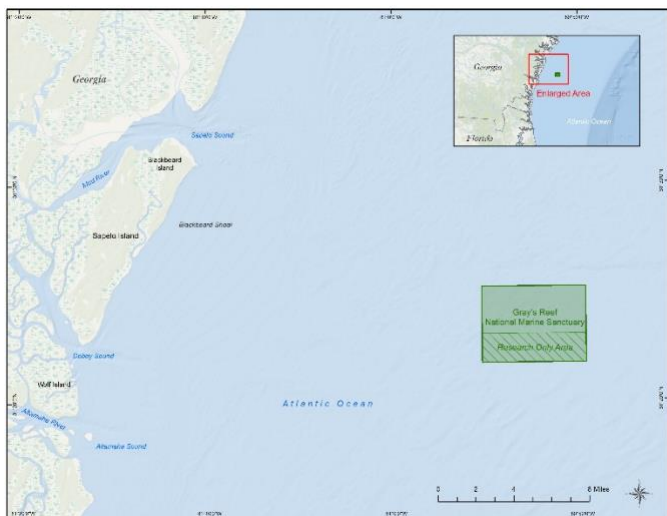 Georgia
Sapelo Sound
Blackbeard
Island
Mud River
Blackbeard Shoal
Sapelo Island
Doboy Sound
Wolf Island
Altamaha River
Altamaha Sound
Atlantic Ocean
Gray's Reef
National Marine Sanctuary
Research Only Area
Georgia
Enlarged Area
Atlantic Ocean
Florida
0 2 4 8 Miles